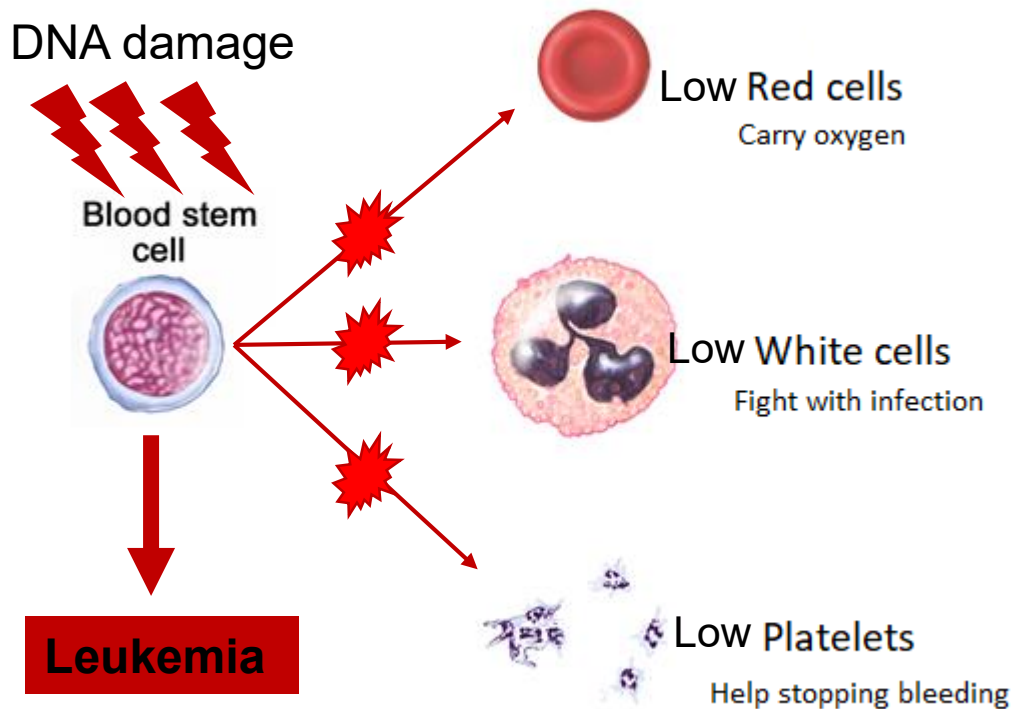 DNA damage
Blood stem
cell
Low Red cells
Carry oxygen
Low White cells
Fight with infection
Low Platelets
Help stopping bleeding
Leukemia